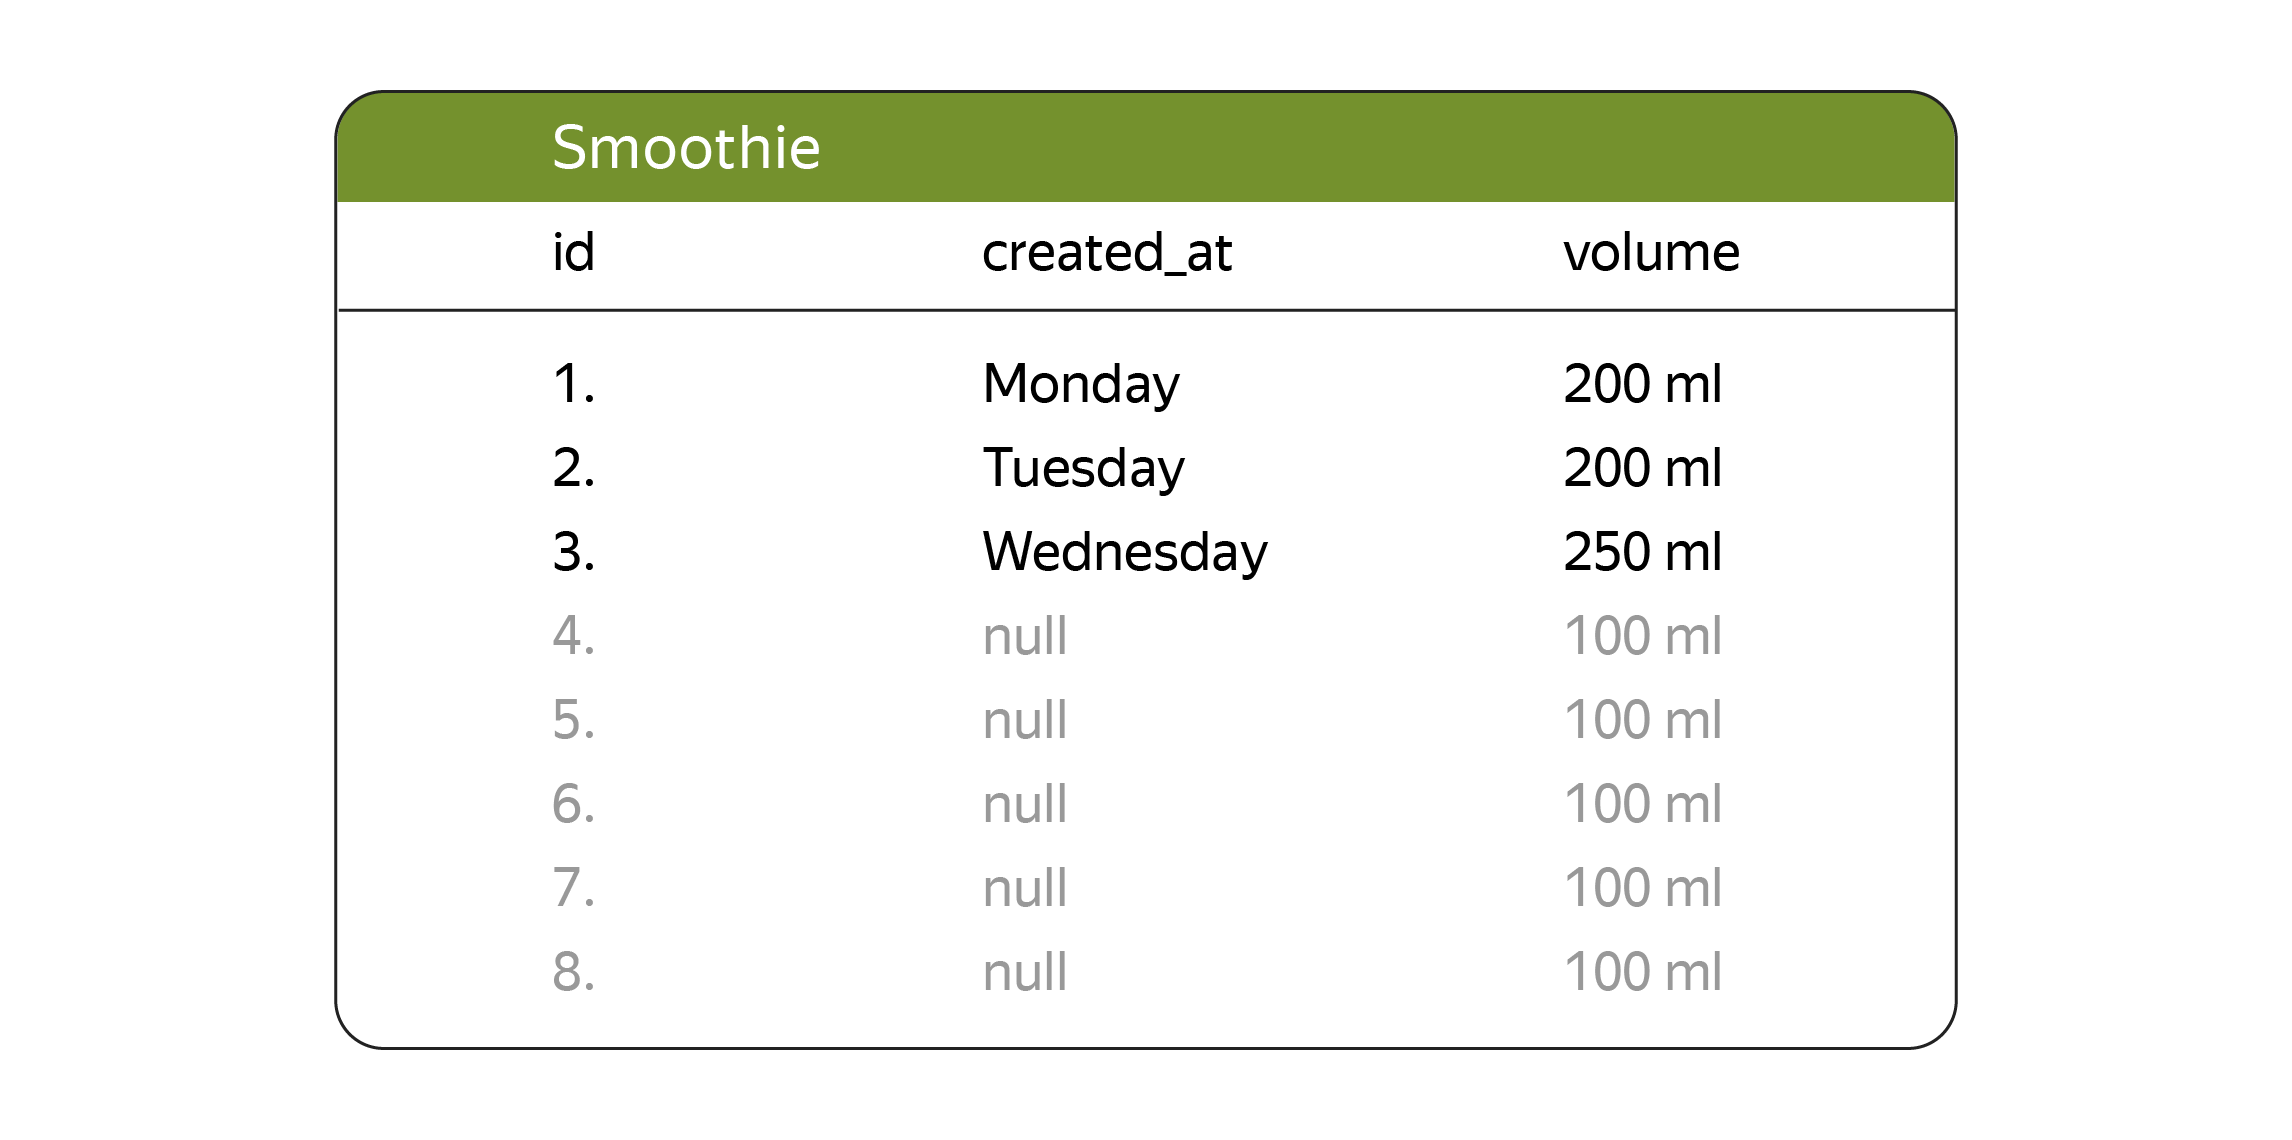 Smoothie
id created_at volume
1. Monday 200 ml
2. Tuesday 200 ml
3. Wednesday 250 ml
4. null 100 ml
5. null 100 ml
6. null 100 ml
7. null 100 ml
8. null 100 ml